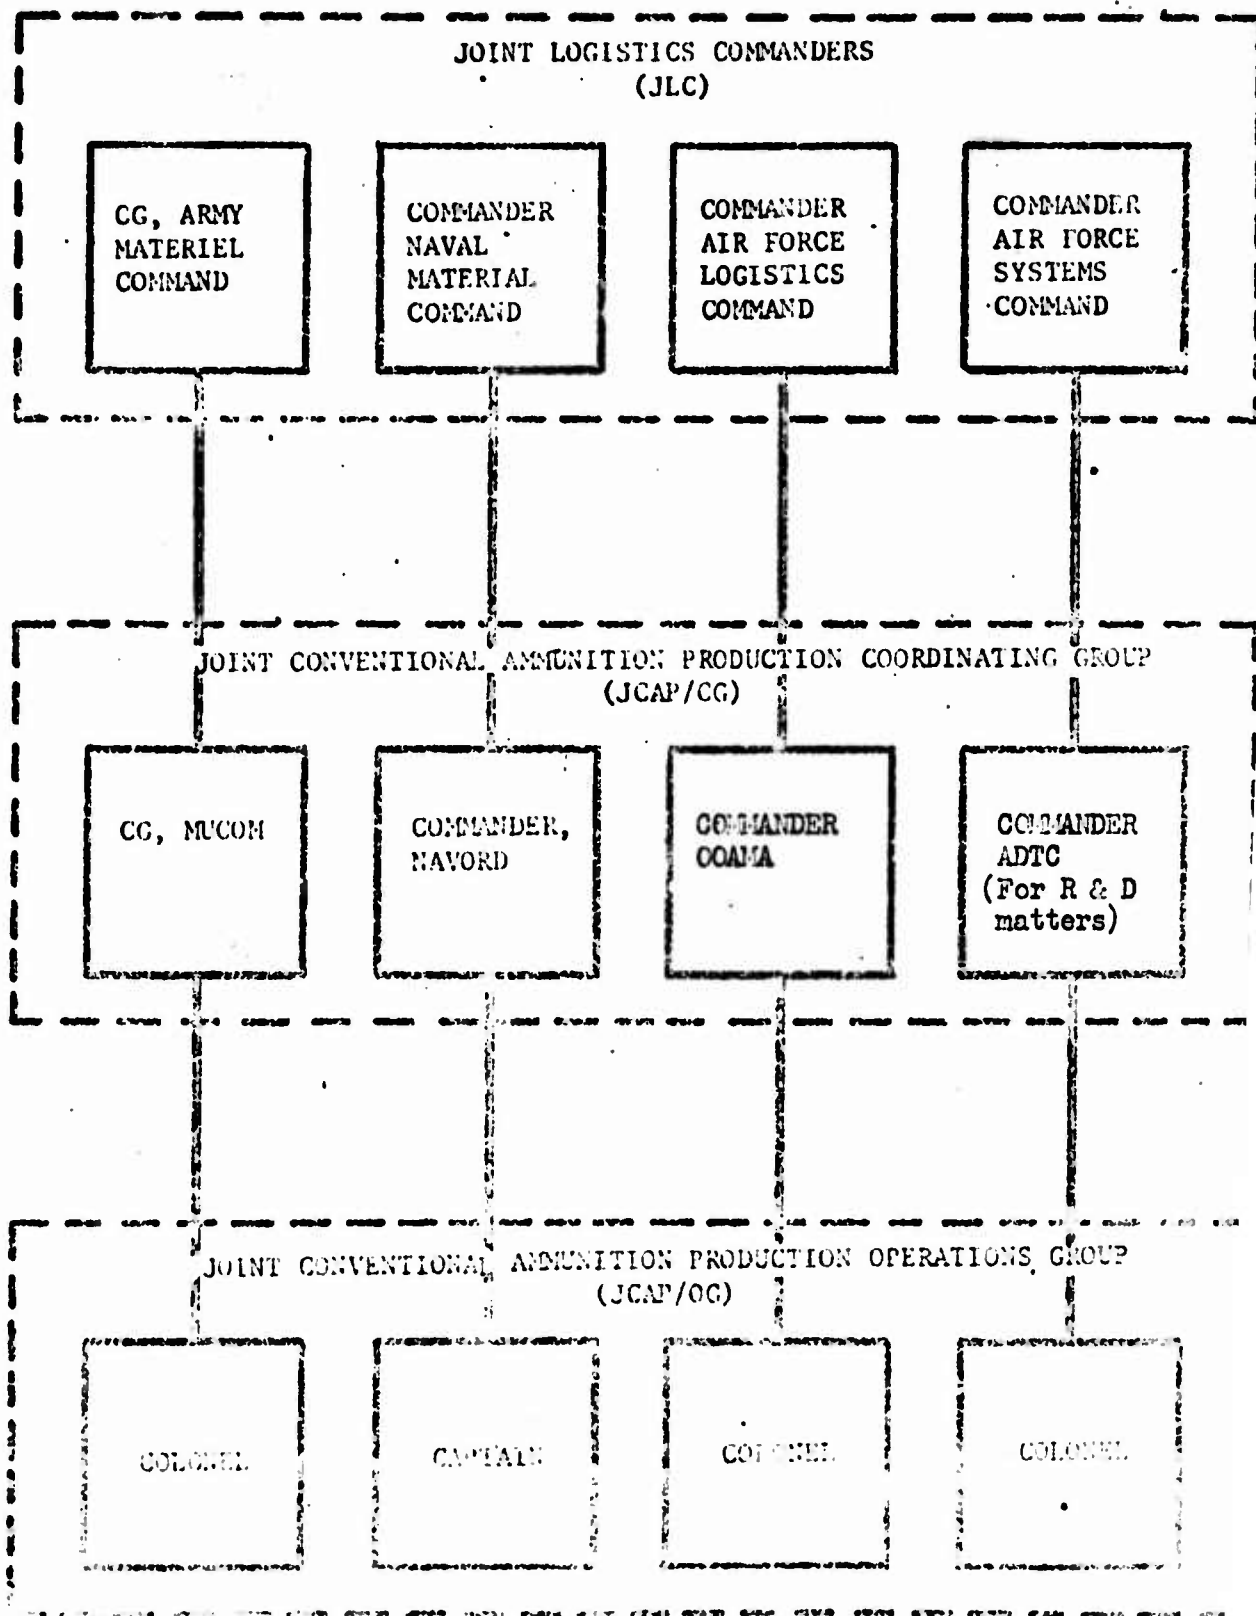 JOINT LOGISTICS COMMANDERS
(JLC)
CG, ARMY
MATERIEL
COMMAND
COMMANDER
NAVAL
MATERIAL
COMMAND
COMMANDER
AIR FORCE
LOGISTICS
COMMAND
COMMANDER
AIR FORCE
SYSTEMS
COMMAND
JOINT CONVENTIONAL AMMUNITION PRODUCTION COORDINATING GROUP
(JCAP/CG)
CG, MUCOM
COMMANDER,
NAVORD
COMMANDER
OOAMA
COMMANDER
ADTC
(For R & D
matters)
JOINT CONVENTIONAL AMMUNITION PRODUCTION OPERATIONS GROUP
(JCAP/OG)
COLONEL
CAPTAIN
COLONEL
COLONEL